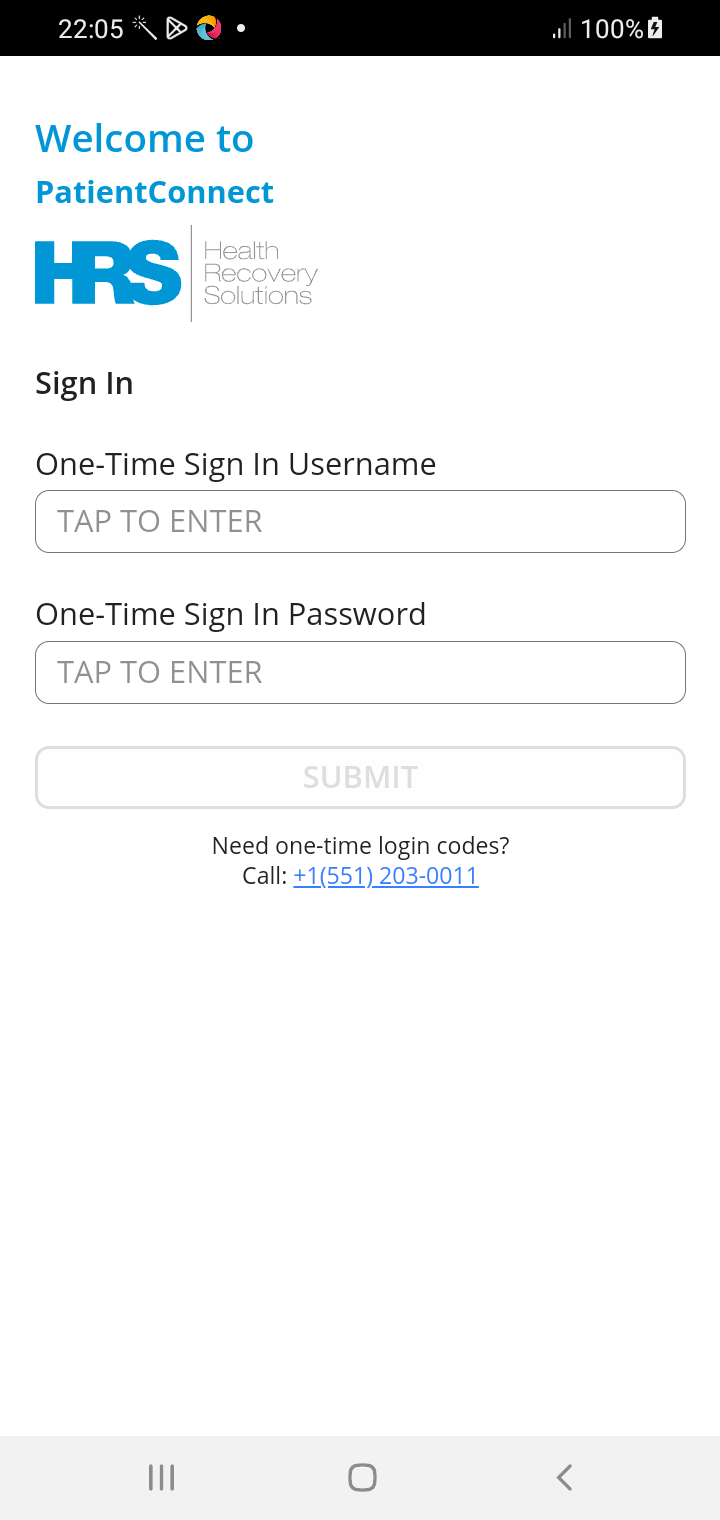 22:05
100%
Welcome to
PatientConnect
HRS
Health
Recovery
Solutions
Sign In
One-Time Sign In Username
TAP TO ENTER
One-Time Sign In Password
TAP TO ENTER
SUBMIT
Need one-time login codes?
Call: +1(551) 203-0011